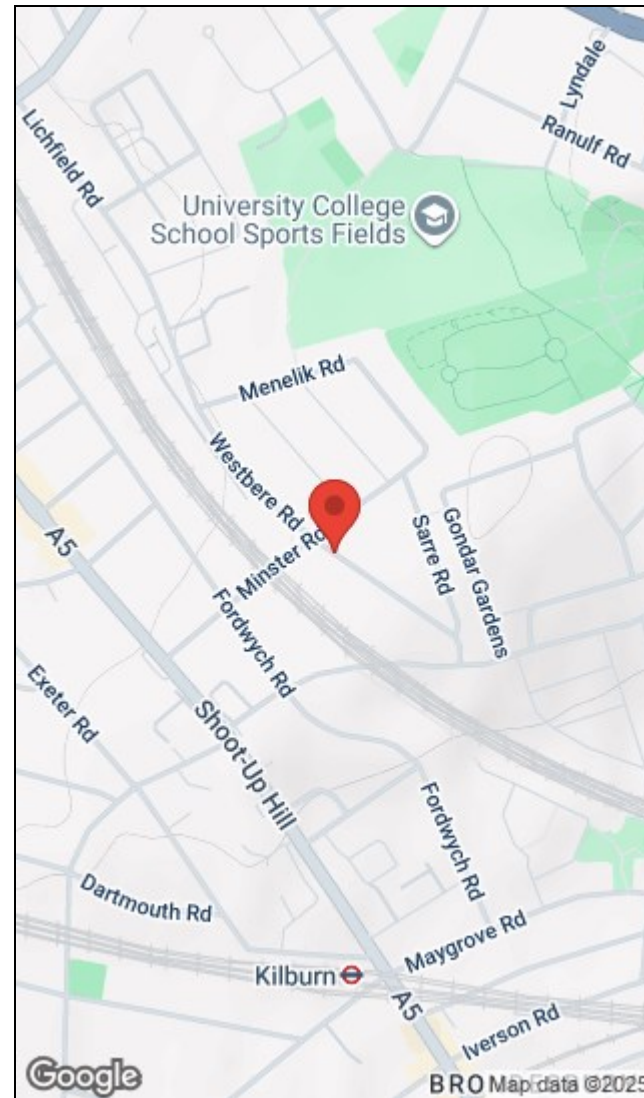 Lyndale
Ranulf Rd
Lichfield Rd
University College
School Sports Fields
Menelik Rd
Westbere Rd
Minster Ro
Sarre Rd
Gondar Gardens
A5
Fordwych Rd
Exeter Rd
Shoot-Up Hill
Fordwych Rd
Dartmouth Rd
Maygrove Rd
Kilburn
A5
Iverson Rd
Google
BRO
Map data ©2025